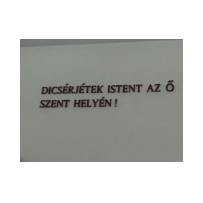 DICSÉRJÉTEK ISTENT AZ Ő
SZENT HELYÉN!